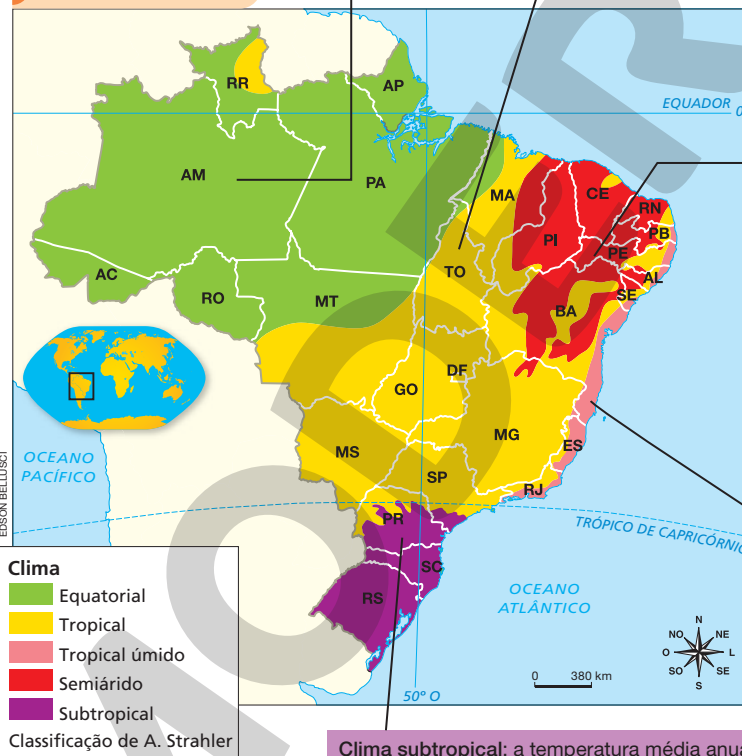 RR
AP
EQUADOR 0
AM
PA
MA
CE
RN
PB
PI
PE
AC
TO
AL
SE
RO
MT
BA
DF
GO
OCEANO
PACÍFICO
MG
ES
MS
SP
RJ
EDSON BELLUSCI
PR
TRÓPICO DE CAPRICÓRNIO
SC
RS
OCEANO
ATLÂNTICO
N
NO NE
O L
SO SE
S
0 380 km
50º O
Clima
Equatorial
Tropical
Tropical úmido
Semiárido
Subtropical
Classificação de A. Strahler
Clima subtropical: a temperatura média anua